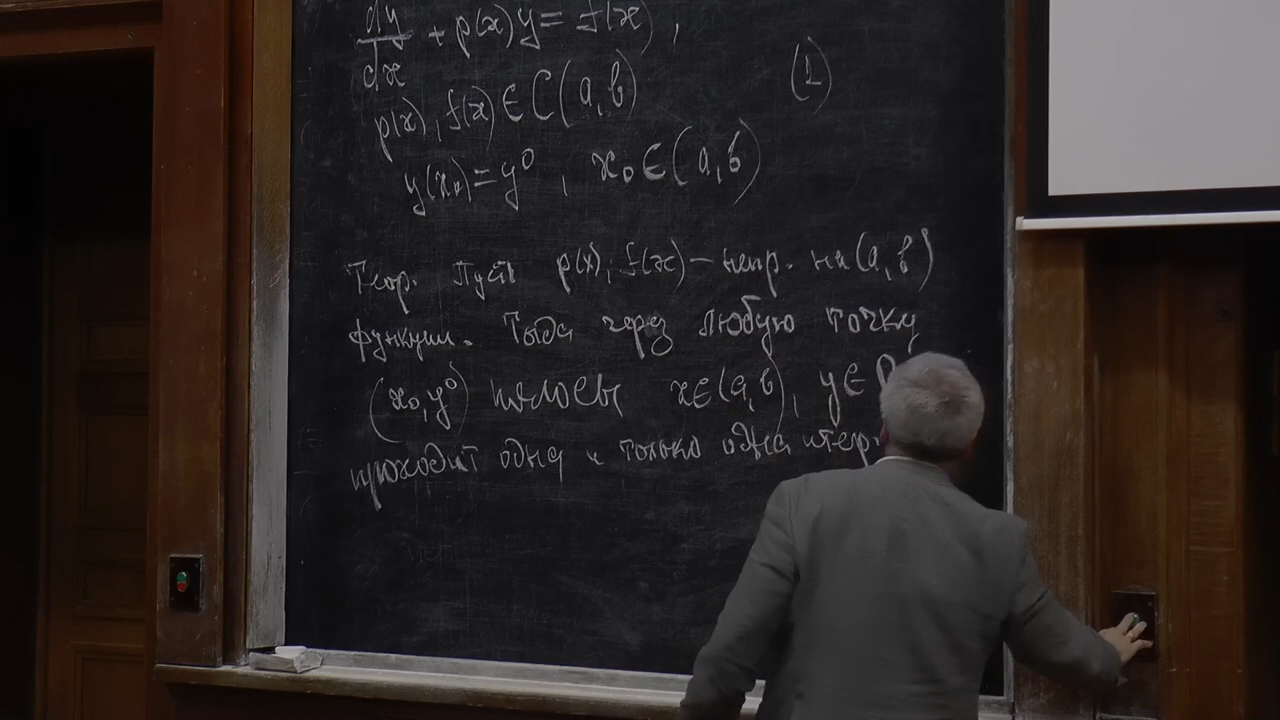 dy/dx + p(x)y = f(x),
(1)
p(x), f(x) ∈ C(a,b)
y(x₀) = y⁰, x₀ ∈ (a,b)
Теор. Пусть p(x), f(x) – непр. на (a,b)
функции. Тогда через любую точку
(x₀, y⁰) полосы x ∈ (a,b), y ∈
проходит одна и только одна